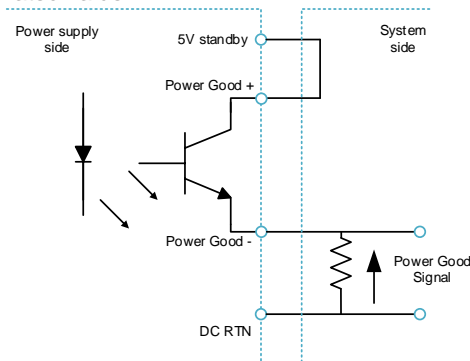 Power supply
side
5V standby
System
side
Power Good +
Power Good -
Power Good
Signal
DC RTN